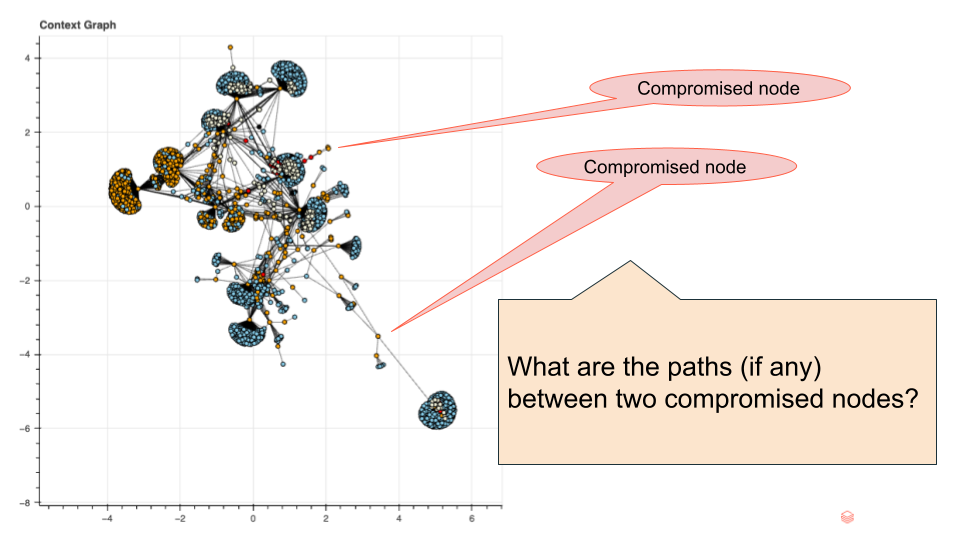 Context Graph
4
2
0
−2
−4
−6
−8
−4
−2
0
2
4
6
Compromised node
Compromised node
What are the paths (if any)
between two compromised nodes?